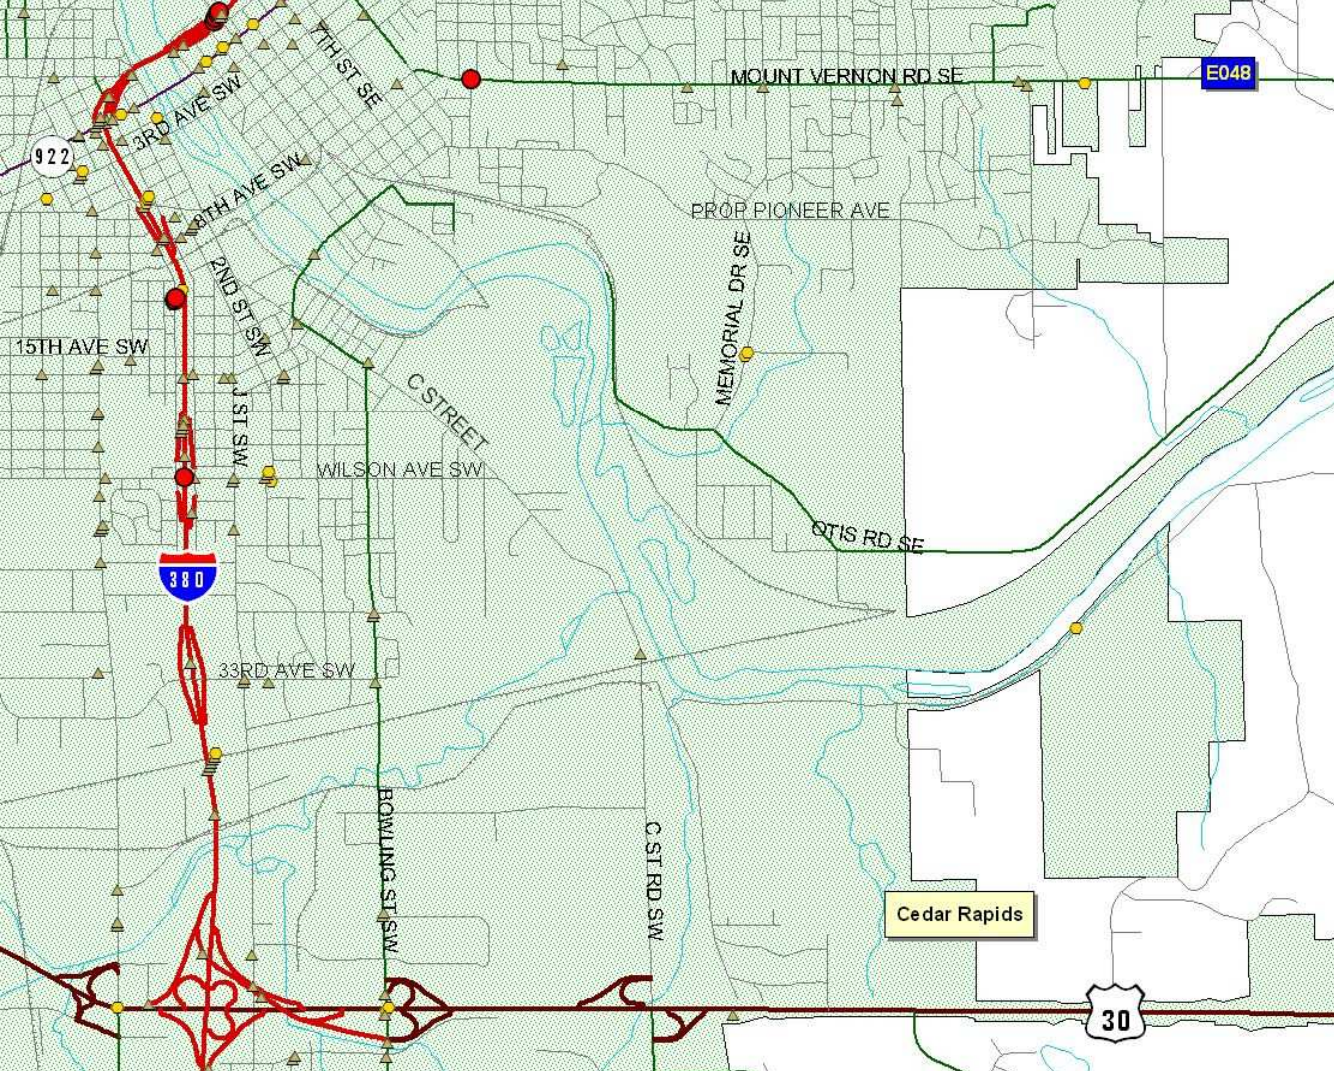 7TH ST SE
MOUNT VERNON RD SE
E048
3RD AVE SW
922
8TH AVE SW
PROP PIONEER AVE
MEMORIAL DR SE
2ND ST SW
15TH AVE SW
C STREET
J ST SW
WILSON AVE SW
OTIS RD SE
380
33RD AVE SW
BOWLING ST SW
C ST RD SW
Cedar Rapids
30